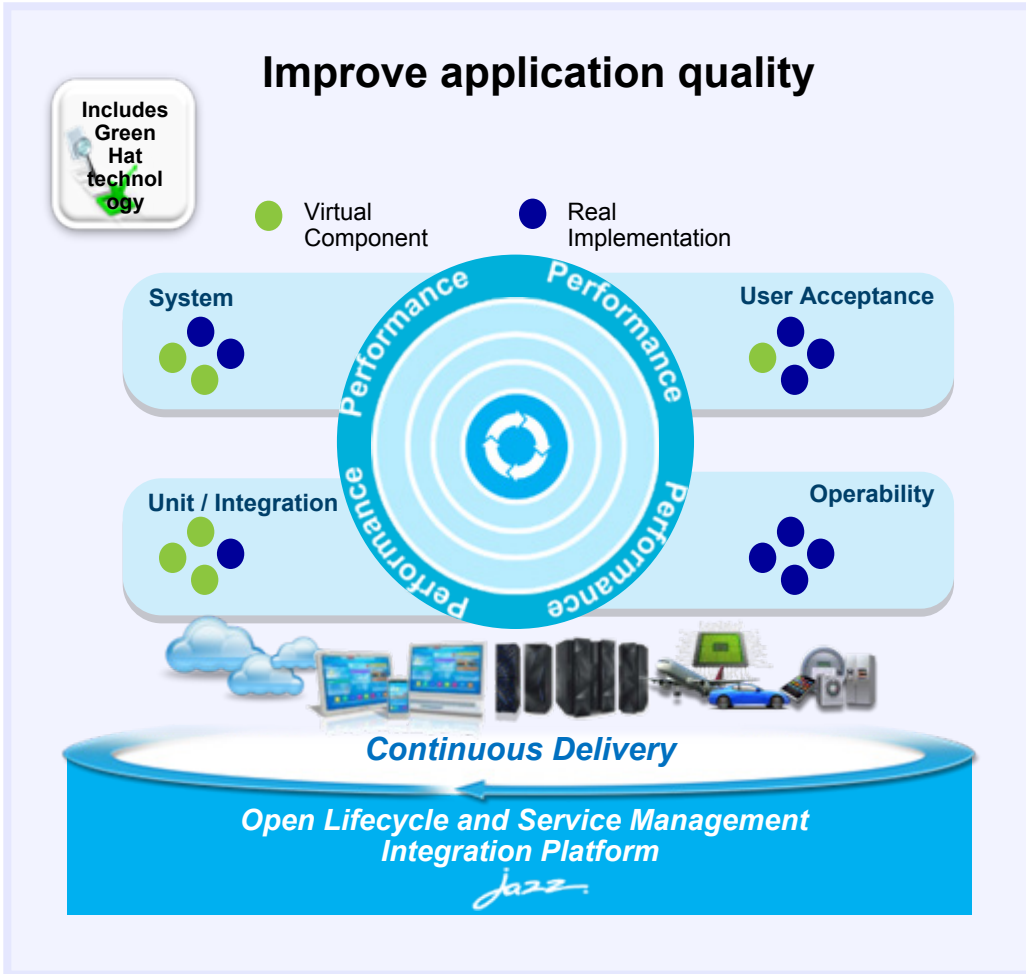 Improve application quality
Includes
Green
Hat
technol
ogy
Virtual
Component
Real
Implementation
System
User Acceptance
Performance
Performance
Unit / Integration
Operability
Performance
Performance
Continuous Delivery
Open Lifecycle and Service Management
Integration Platform
jazz